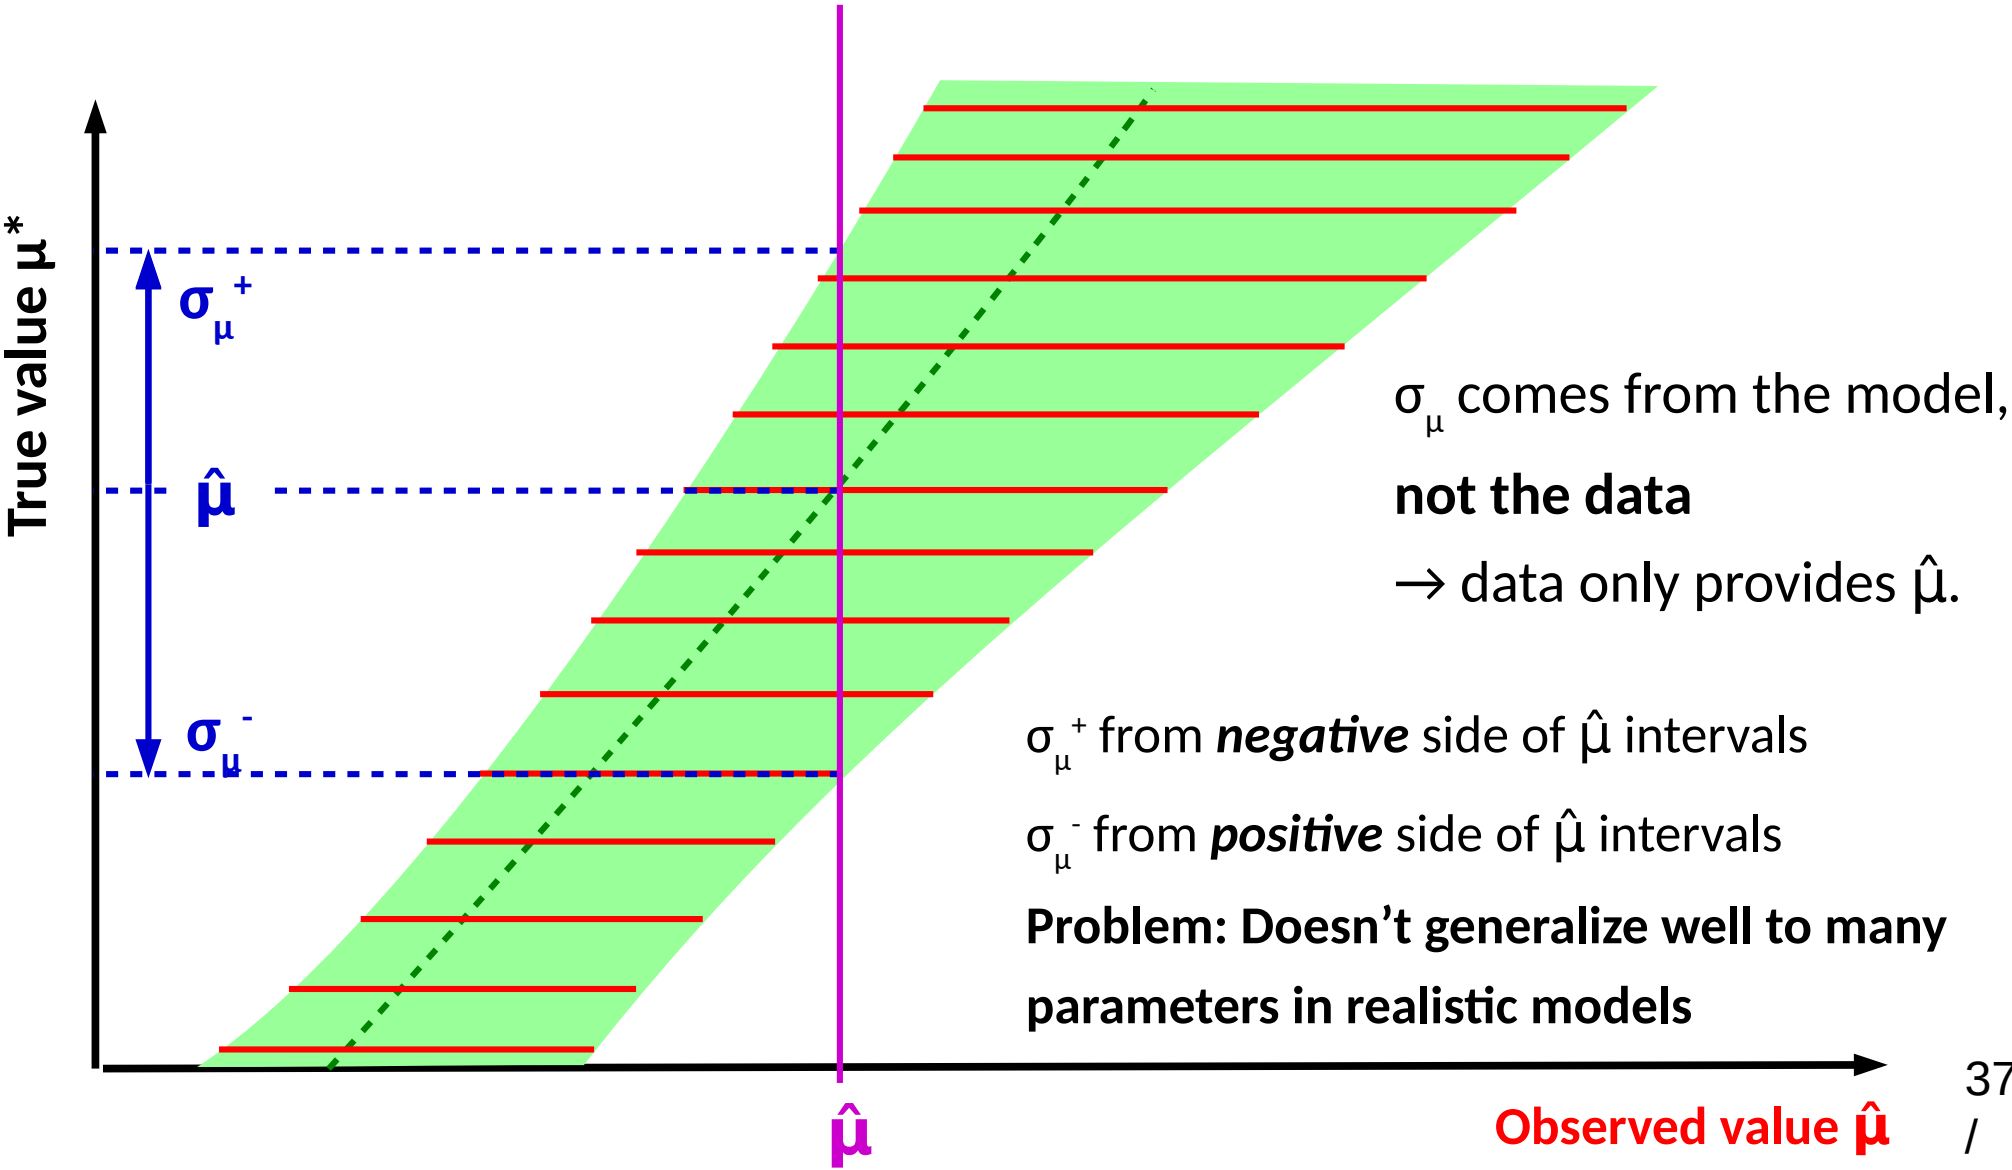 True value μ*
σμ+
μ̂
σμ-
σμ comes from the model,
not the data
→ data only provides μ̂.
σμ+ from negative side of μ̂ intervals
σμ- from positive side of μ̂ intervals
Problem: Doesn’t generalize well to many
parameters in realistic models
μ̂
Observed value μ̂
37
/